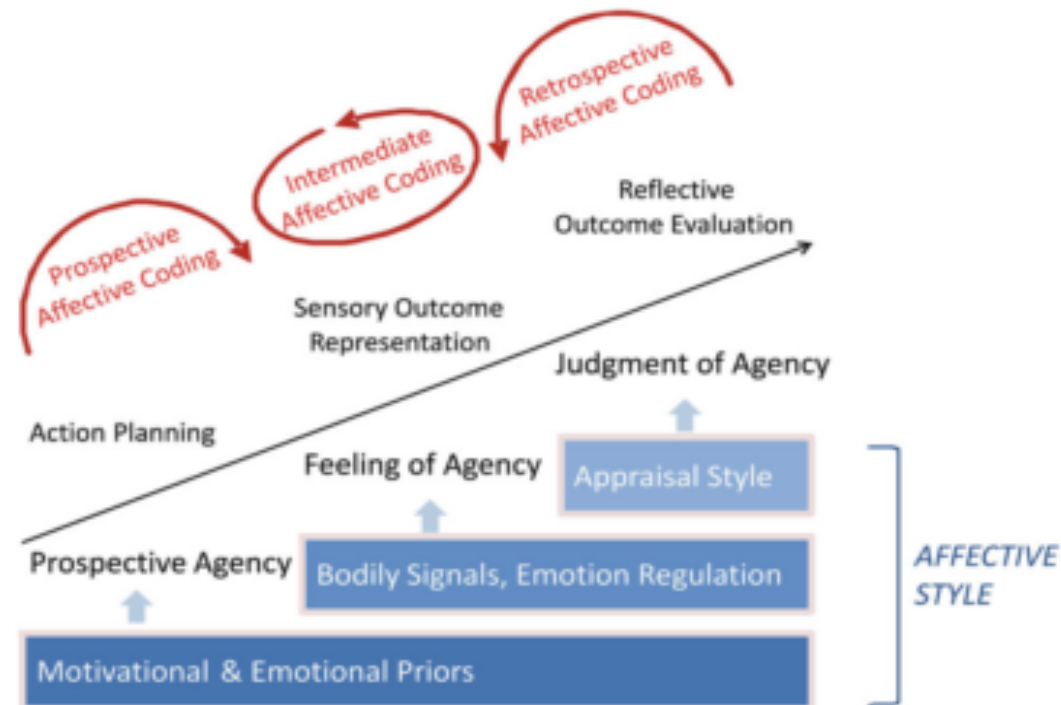 Retrospective
Affective Coding
Intermediate
Affective Coding
Prospective
Affective Coding
Reflective
Outcome Evaluation
Sensory Outcome
Representation
Action Planning
Judgment of Agency
Feeling of Agency
Prospective Agency
Appraisal Style
Bodily Signals, Emotion Regulation
Motivational & Emotional Priors
AFFECTIVE
STYLE